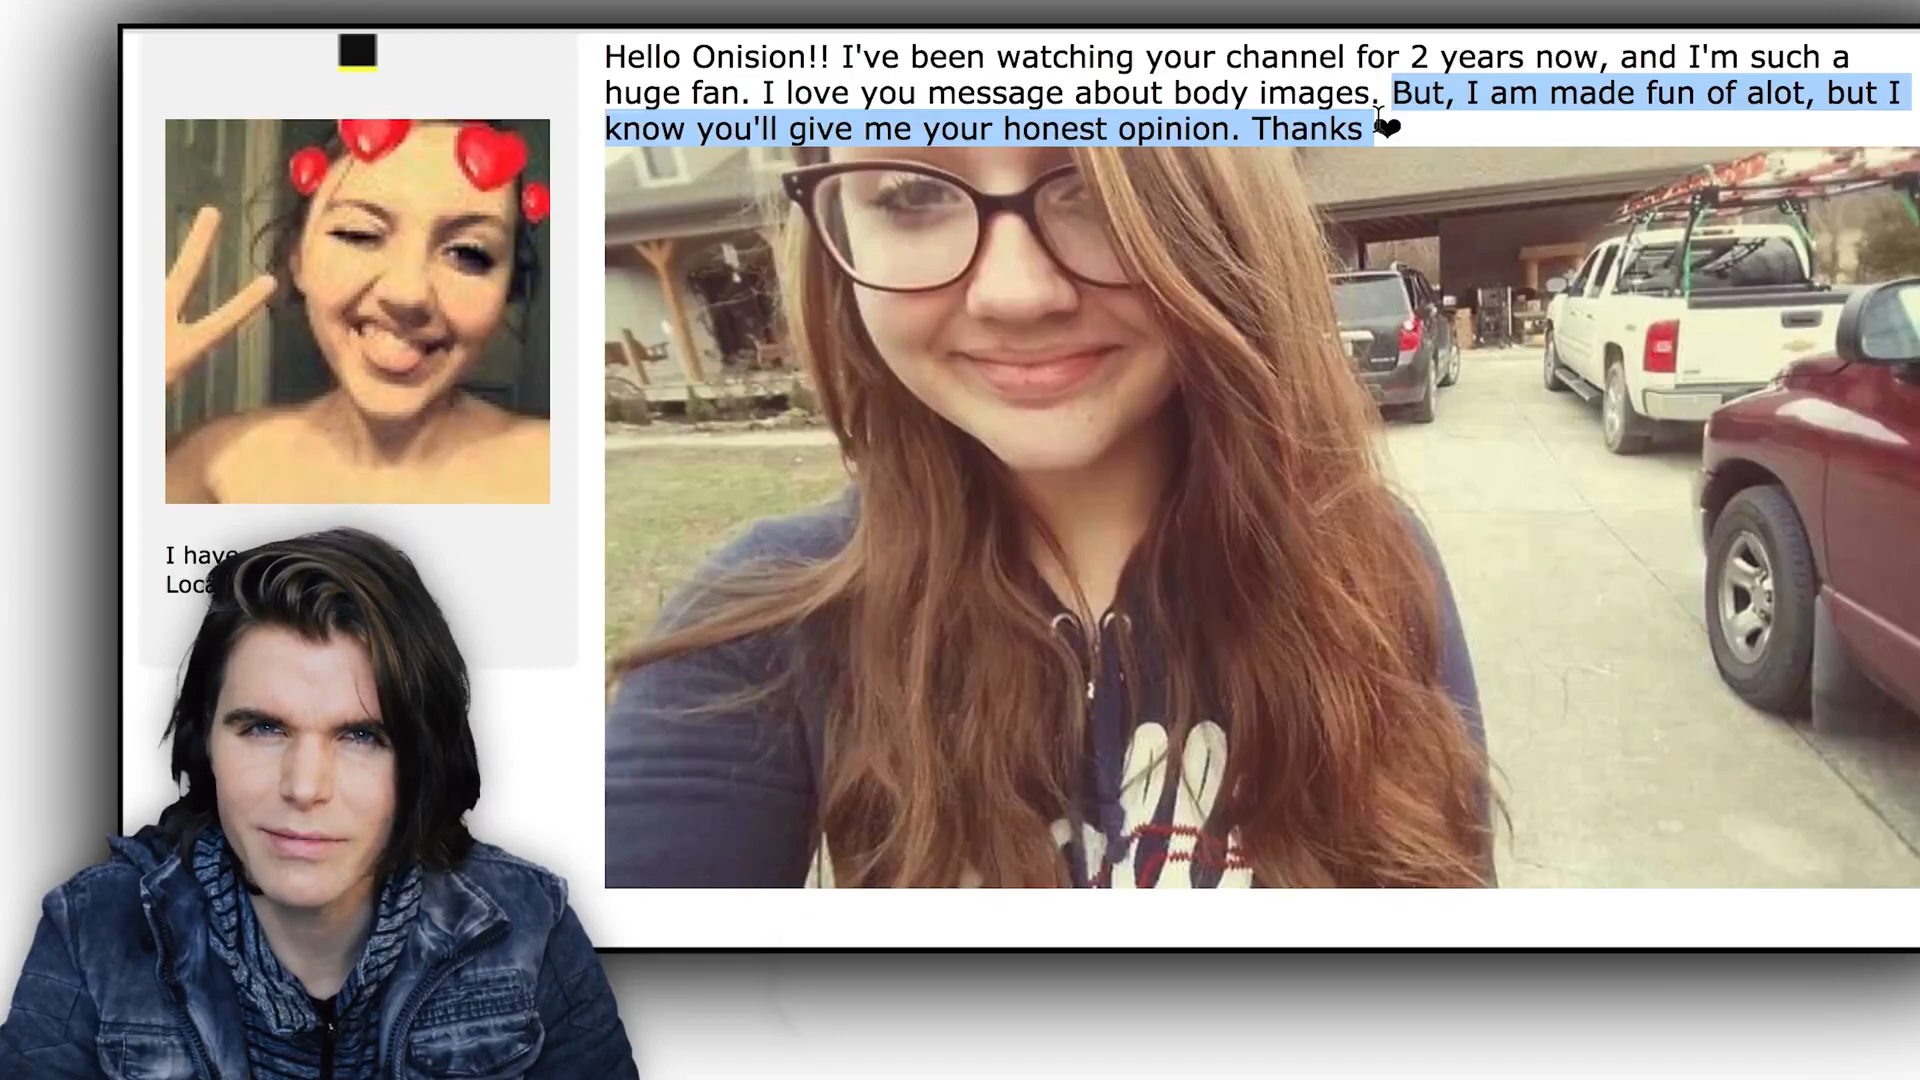 Hello Onision!! I've been watching your channel for 2 years now, and I'm such a
huge fan. I love you message about body images. But, I am made fun of alot, but I
know you'll give me your honest opinion. Thanks ❤
I have